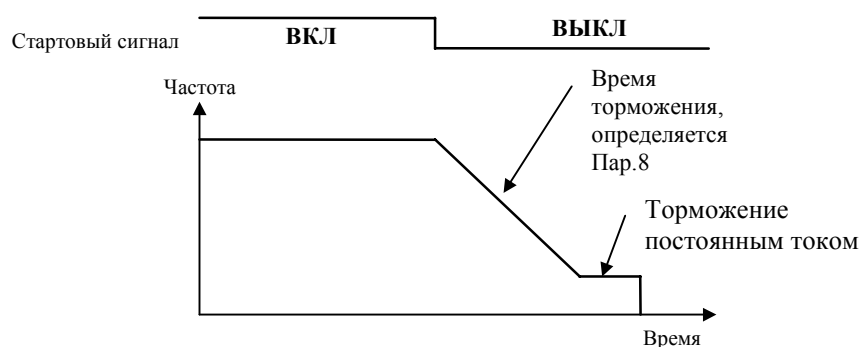 Стартовый сигнал
ВКЛ
ВЫКЛ
Частота
Время
торможения,
определяется
Пар.8
Торможение
постоянным током
Время